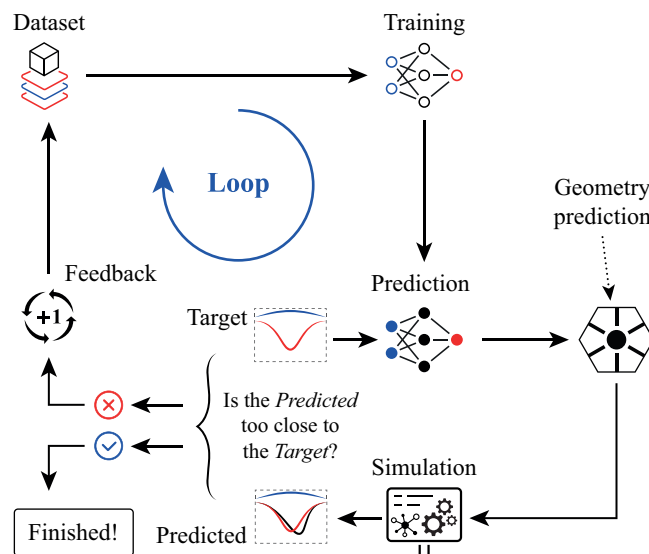 Dataset
Training
Loop
Geometry
prediction
Feedback
+1
Prediction
Target
Is the Predicted
too close to
the Target?
Simulation
Finished!
Predicted